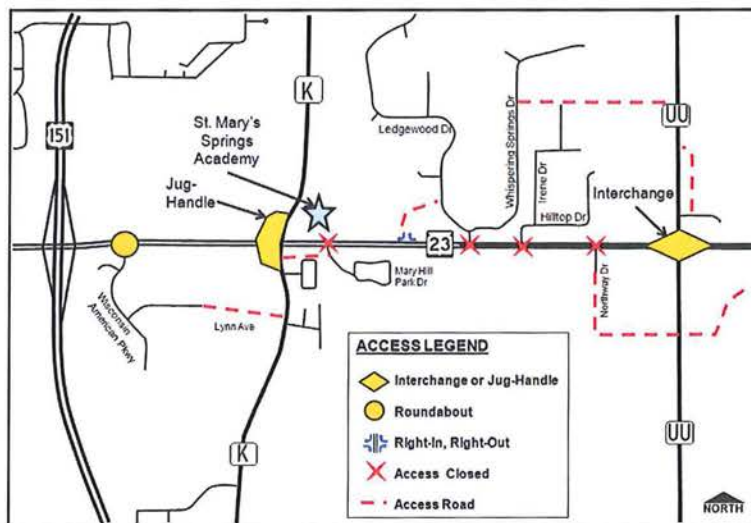 K
UU
151
St. Mary's
Springs
Academy
Jug-
Handle
Ledgewood Dr
Whispering Springs Dr
Irene Dr
Hilltop Dr
Interchange
23
Mary Hill
Park Dr
Northway Dr
Wisconsin
American Pkwy
Lynn Ave
ACCESS LEGEND
Interchange or Jug-Handle
Roundabout
Right-In, Right-Out
Access Closed
Access Road
K
UU
NORTH